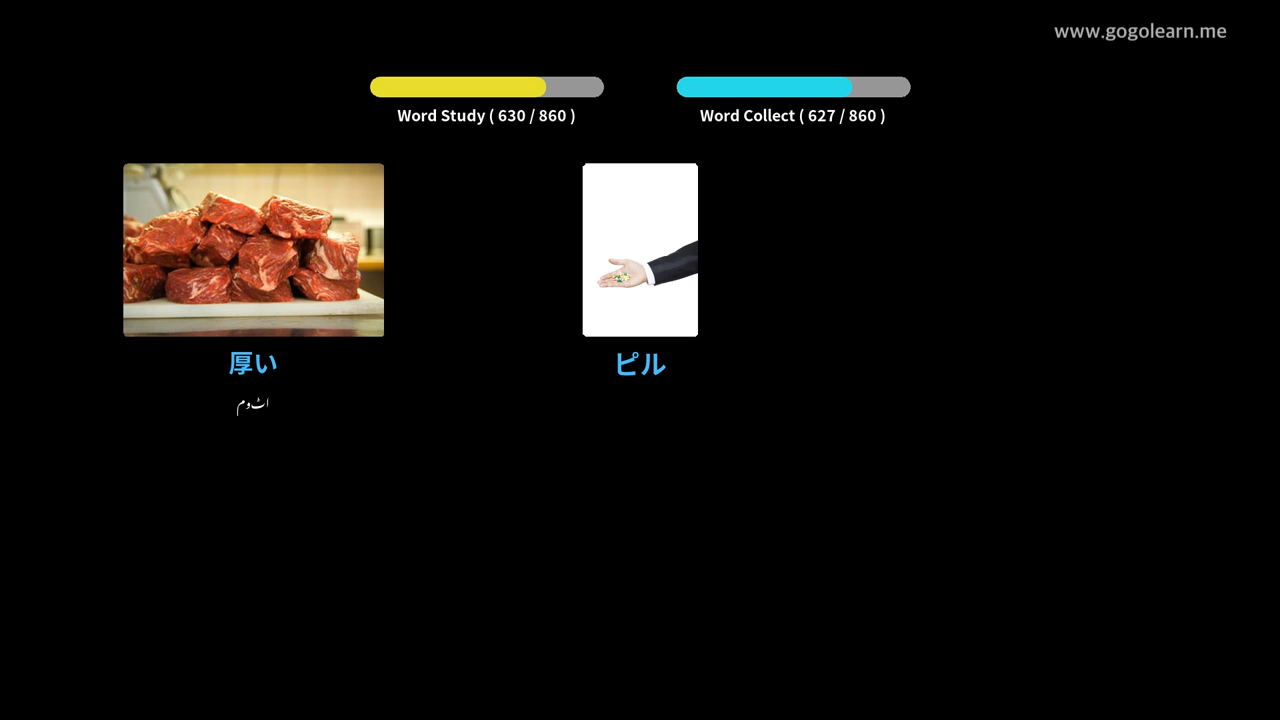 www.gogolearn.me
Word Study ( 630 / 860 )
Word Collect ( 627 / 860 )
厚い
ピル
اٹوم